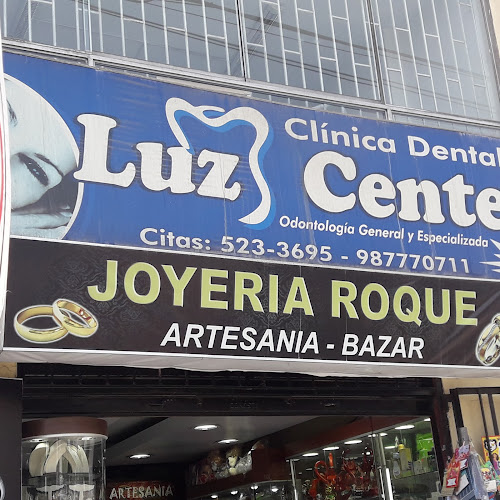 Clínica Dental
Luz Cente
Odontología General y Especializada
Citas: 523-3695 - 987770711
JOYERIA ROQUE
ARTESANIA - BAZAR
ARTESANIA